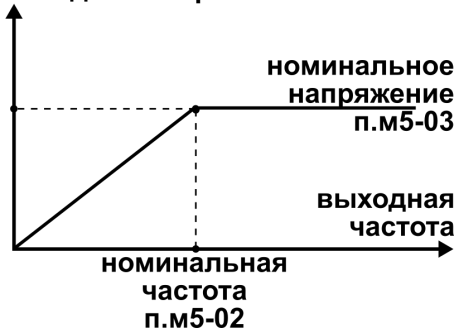 номинальное
напряжение
п.м5-03
выходная
частота
номинальная
частота
п.м5-02